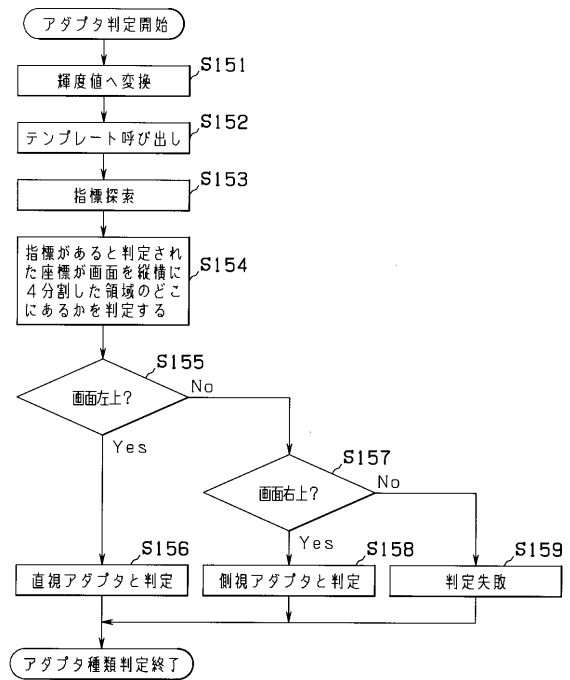 アダプタ判定開始
S151
輝度値へ変換
S152
テンプレート呼び出し
S153
指標探索
S154
指標があると判定され
た座標が画面を縦横に
4分割した領域のどこ
にあるかを判定する
S155
画面左上?
No
Yes
S157
画面右上?
No
Yes
S156
直視アダプタと判定
S158
側視アダプタと判定
S159
判定失敗
アダプタ種類判定終了